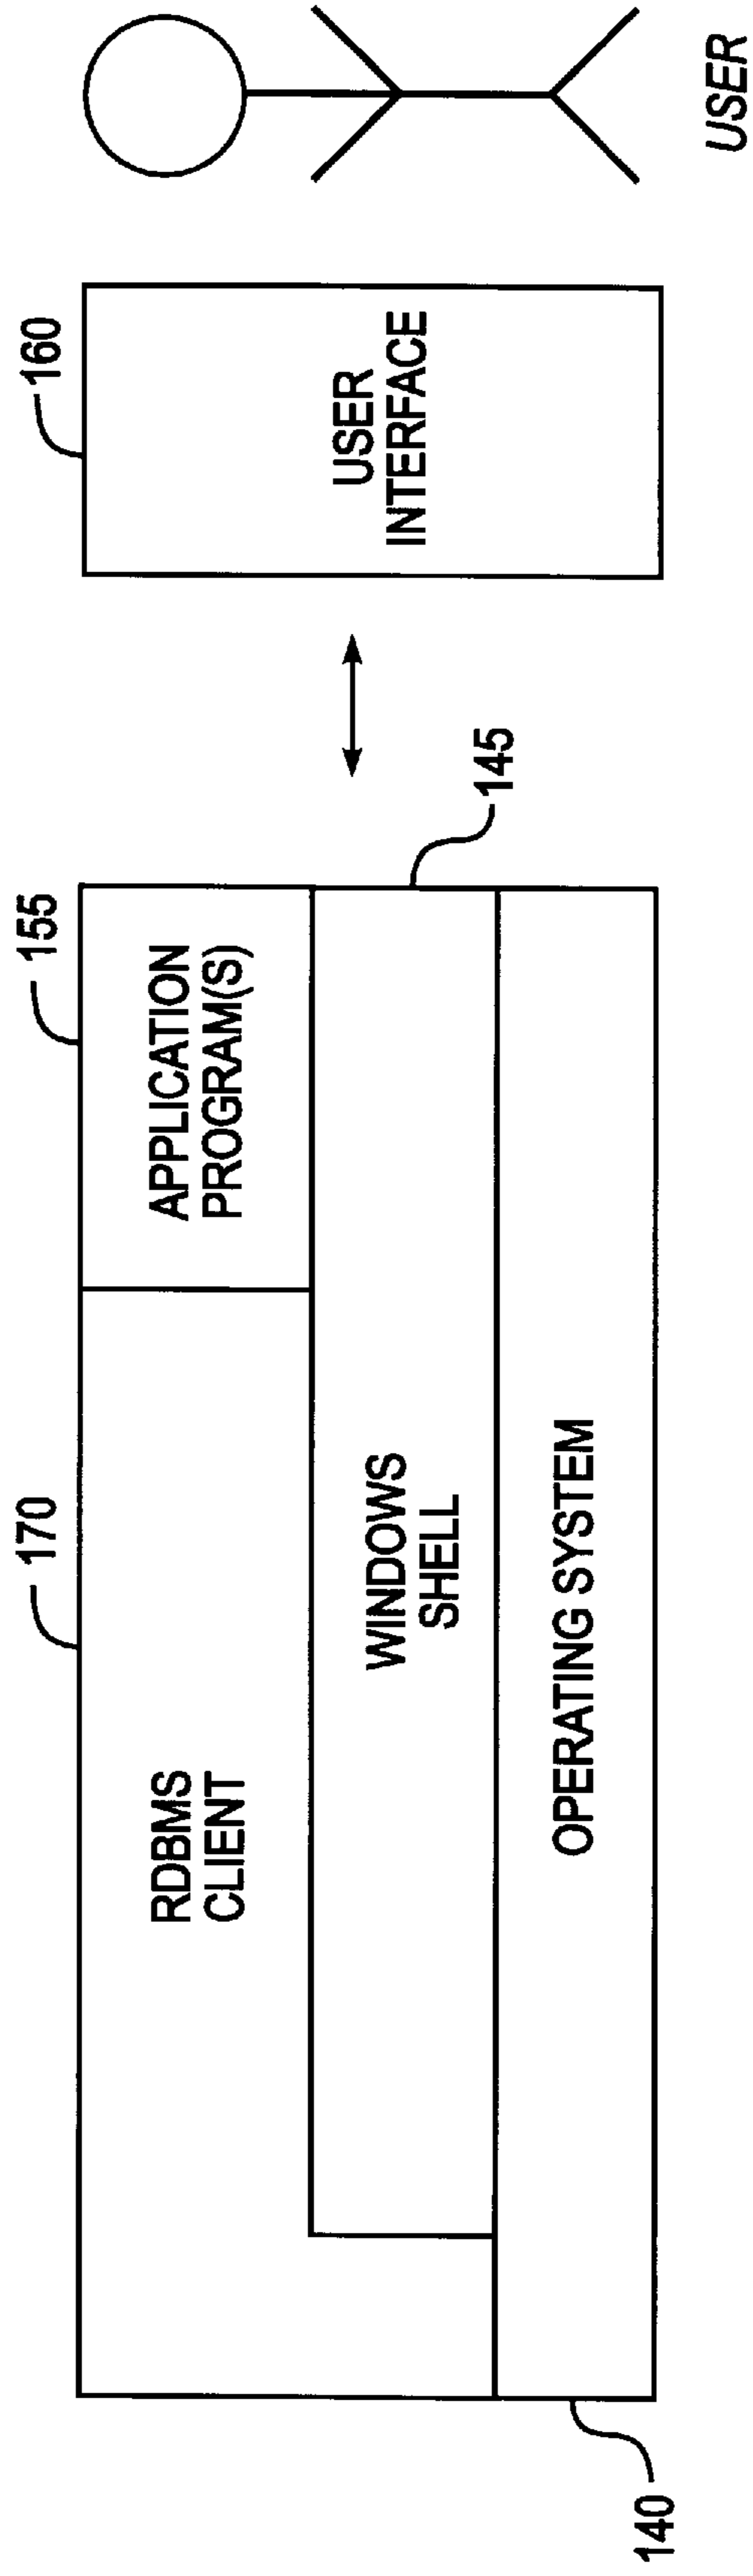 170
155
160
RDBMS
CLIENT
APPLICATION
PROGRAM(S)
WINDOWS
SHELL
USER
INTERFACE
145
OPERATING SYSTEM
140
USER